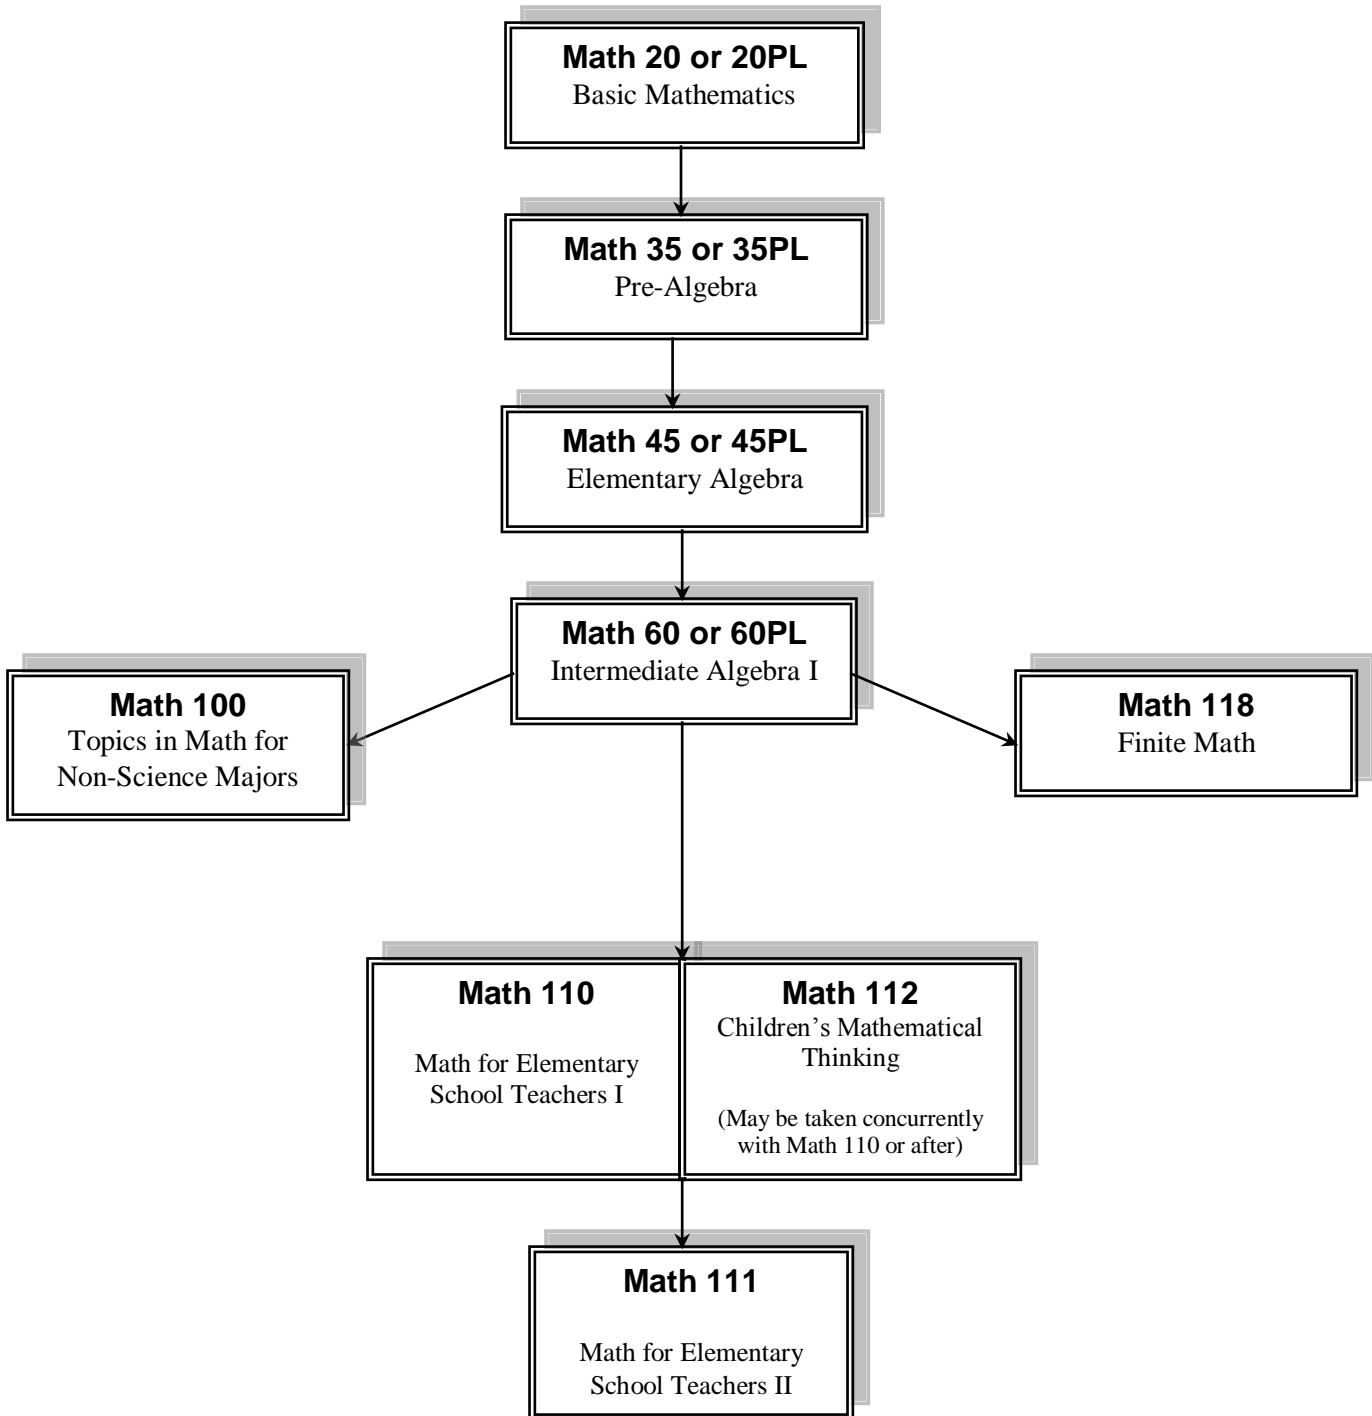 Math 20 or 20PL
Basic Mathematics
Math 35 or 35PL
Pre-Algebra
Math 45 or 45PL
Elementary Algebra
Math 60 or 60PL
Intermediate Algebra I
Math 100
Topics in Math for
Non-Science Majors
Math 118
Finite Math
Math 110
Math for Elementary
School Teachers I
Math 112
Children’s Mathematical
Thinking
(May be taken concurrently
with Math 110 or after)
Math 111
Math for Elementary
School Teachers II